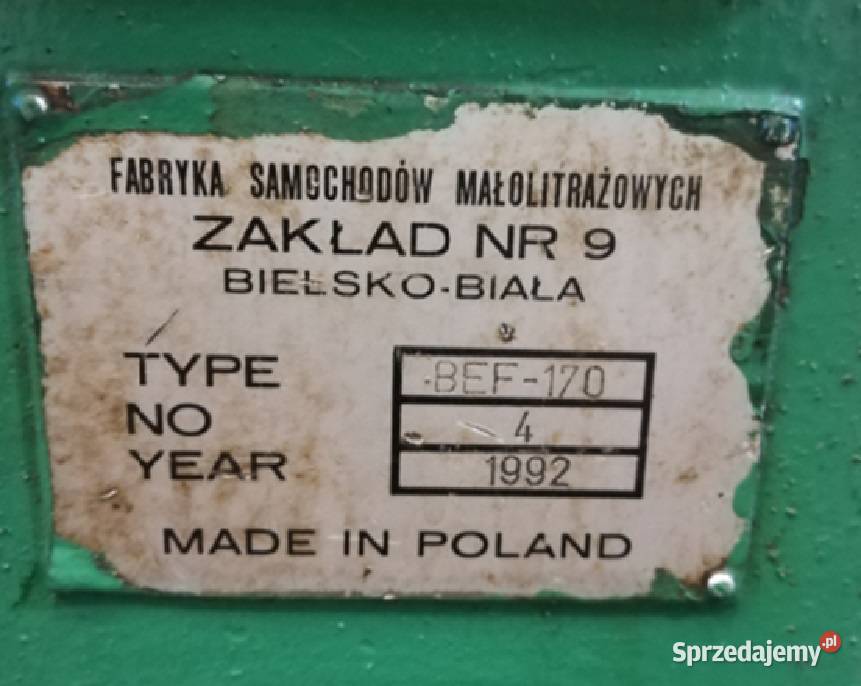 FABRYKA SAMOCHODÓW MAŁOLITRAŻOWYCH
ZAKŁAD NR 9
BIELSKO-BIAŁA
TYPE BEF-170
NO 4
YEAR 1992
MADE IN POLAND
Sprzedajemy.pl